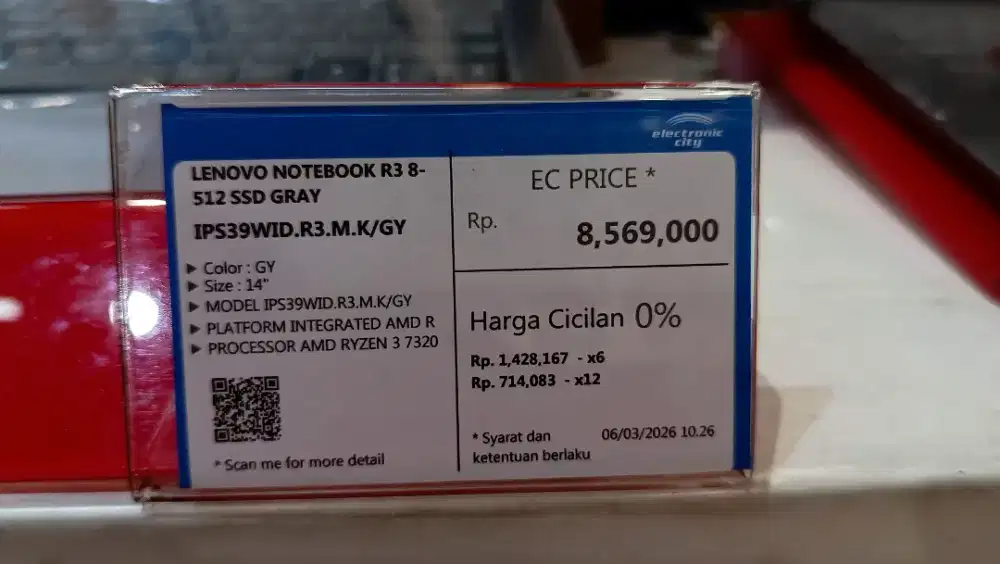 electronic
city
LENOVO NOTEBOOK R3 8-
512 SSD GRAY
IPS39WID.R3.M.K/GY
Color : GY
Size : 14"
MODEL IPS39WID.R3.M.K/GY
PLATFORM INTEGRATED AMD R
PROCESSOR AMD RYZEN 3 7320
* Scan me for more detail
EC PRICE *
Rp.
8,569,000
Harga Cicilan 0%
Rp. 1,428,167 - x6
Rp. 714,083 - x12
* Syarat dan
ketentuan berlaku
06/03/2026 10.26